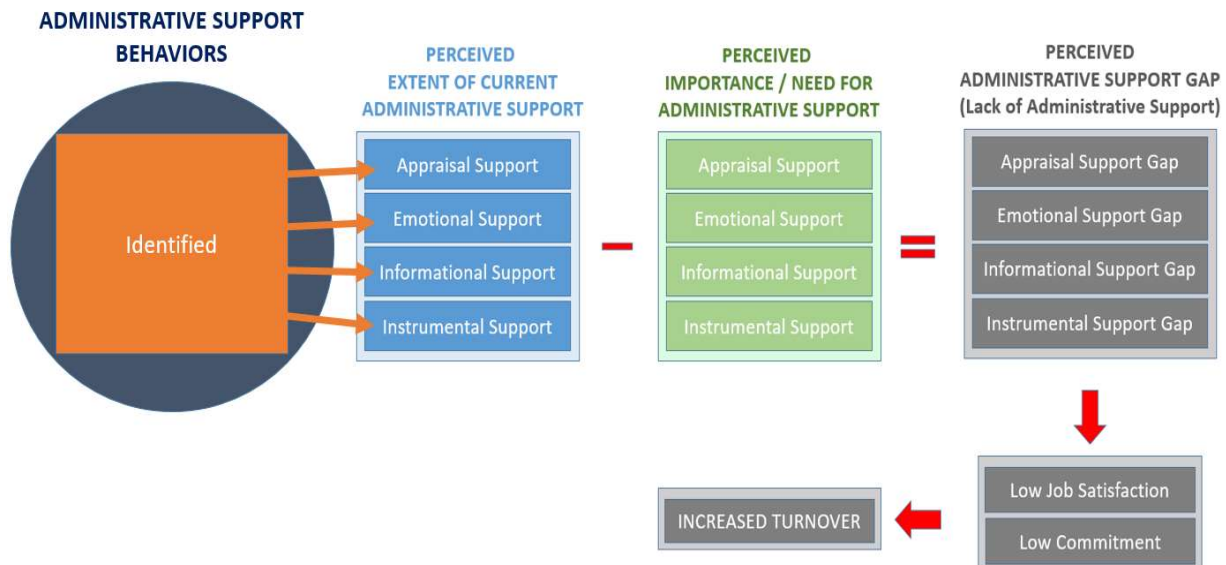 ADMINISTRATIVE SUPPORT
BEHAVIORS
Identified
PERCEIVED
EXTENT OF CURRENT
ADMINISTRATIVE SUPPORT
Appraisal Support
Emotional Support
Informational Support
Instrumental Support
PERCEIVED
IMPORTANCE / NEED FOR
ADMINISTRATIVE SUPPORT
Appraisal Support
Emotional Support
Informational Support
Instrumental Support
PERCEIVED
ADMINISTRATIVE SUPPORT GAP
(Lack of Administrative Support)
Appraisal Support Gap
Emotional Support Gap
Informational Support Gap
Instrumental Support Gap
Low Job Satisfaction
Low Commitment
INCREASED TURNOVER